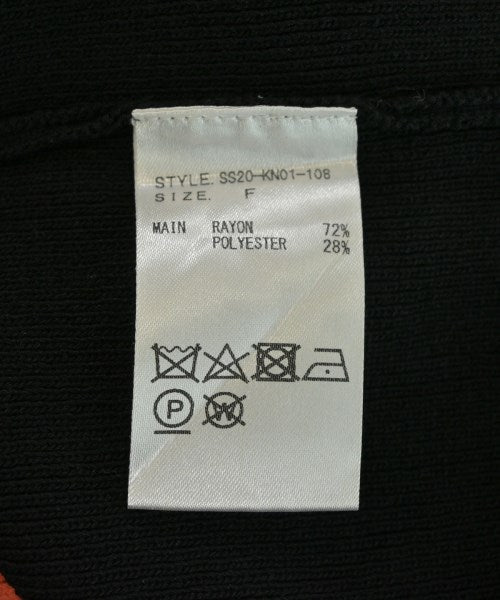 STYLE. SS20-KN01-108
SIZE. F
MAIN RAYON 72%
POLYESTER 28%
P W